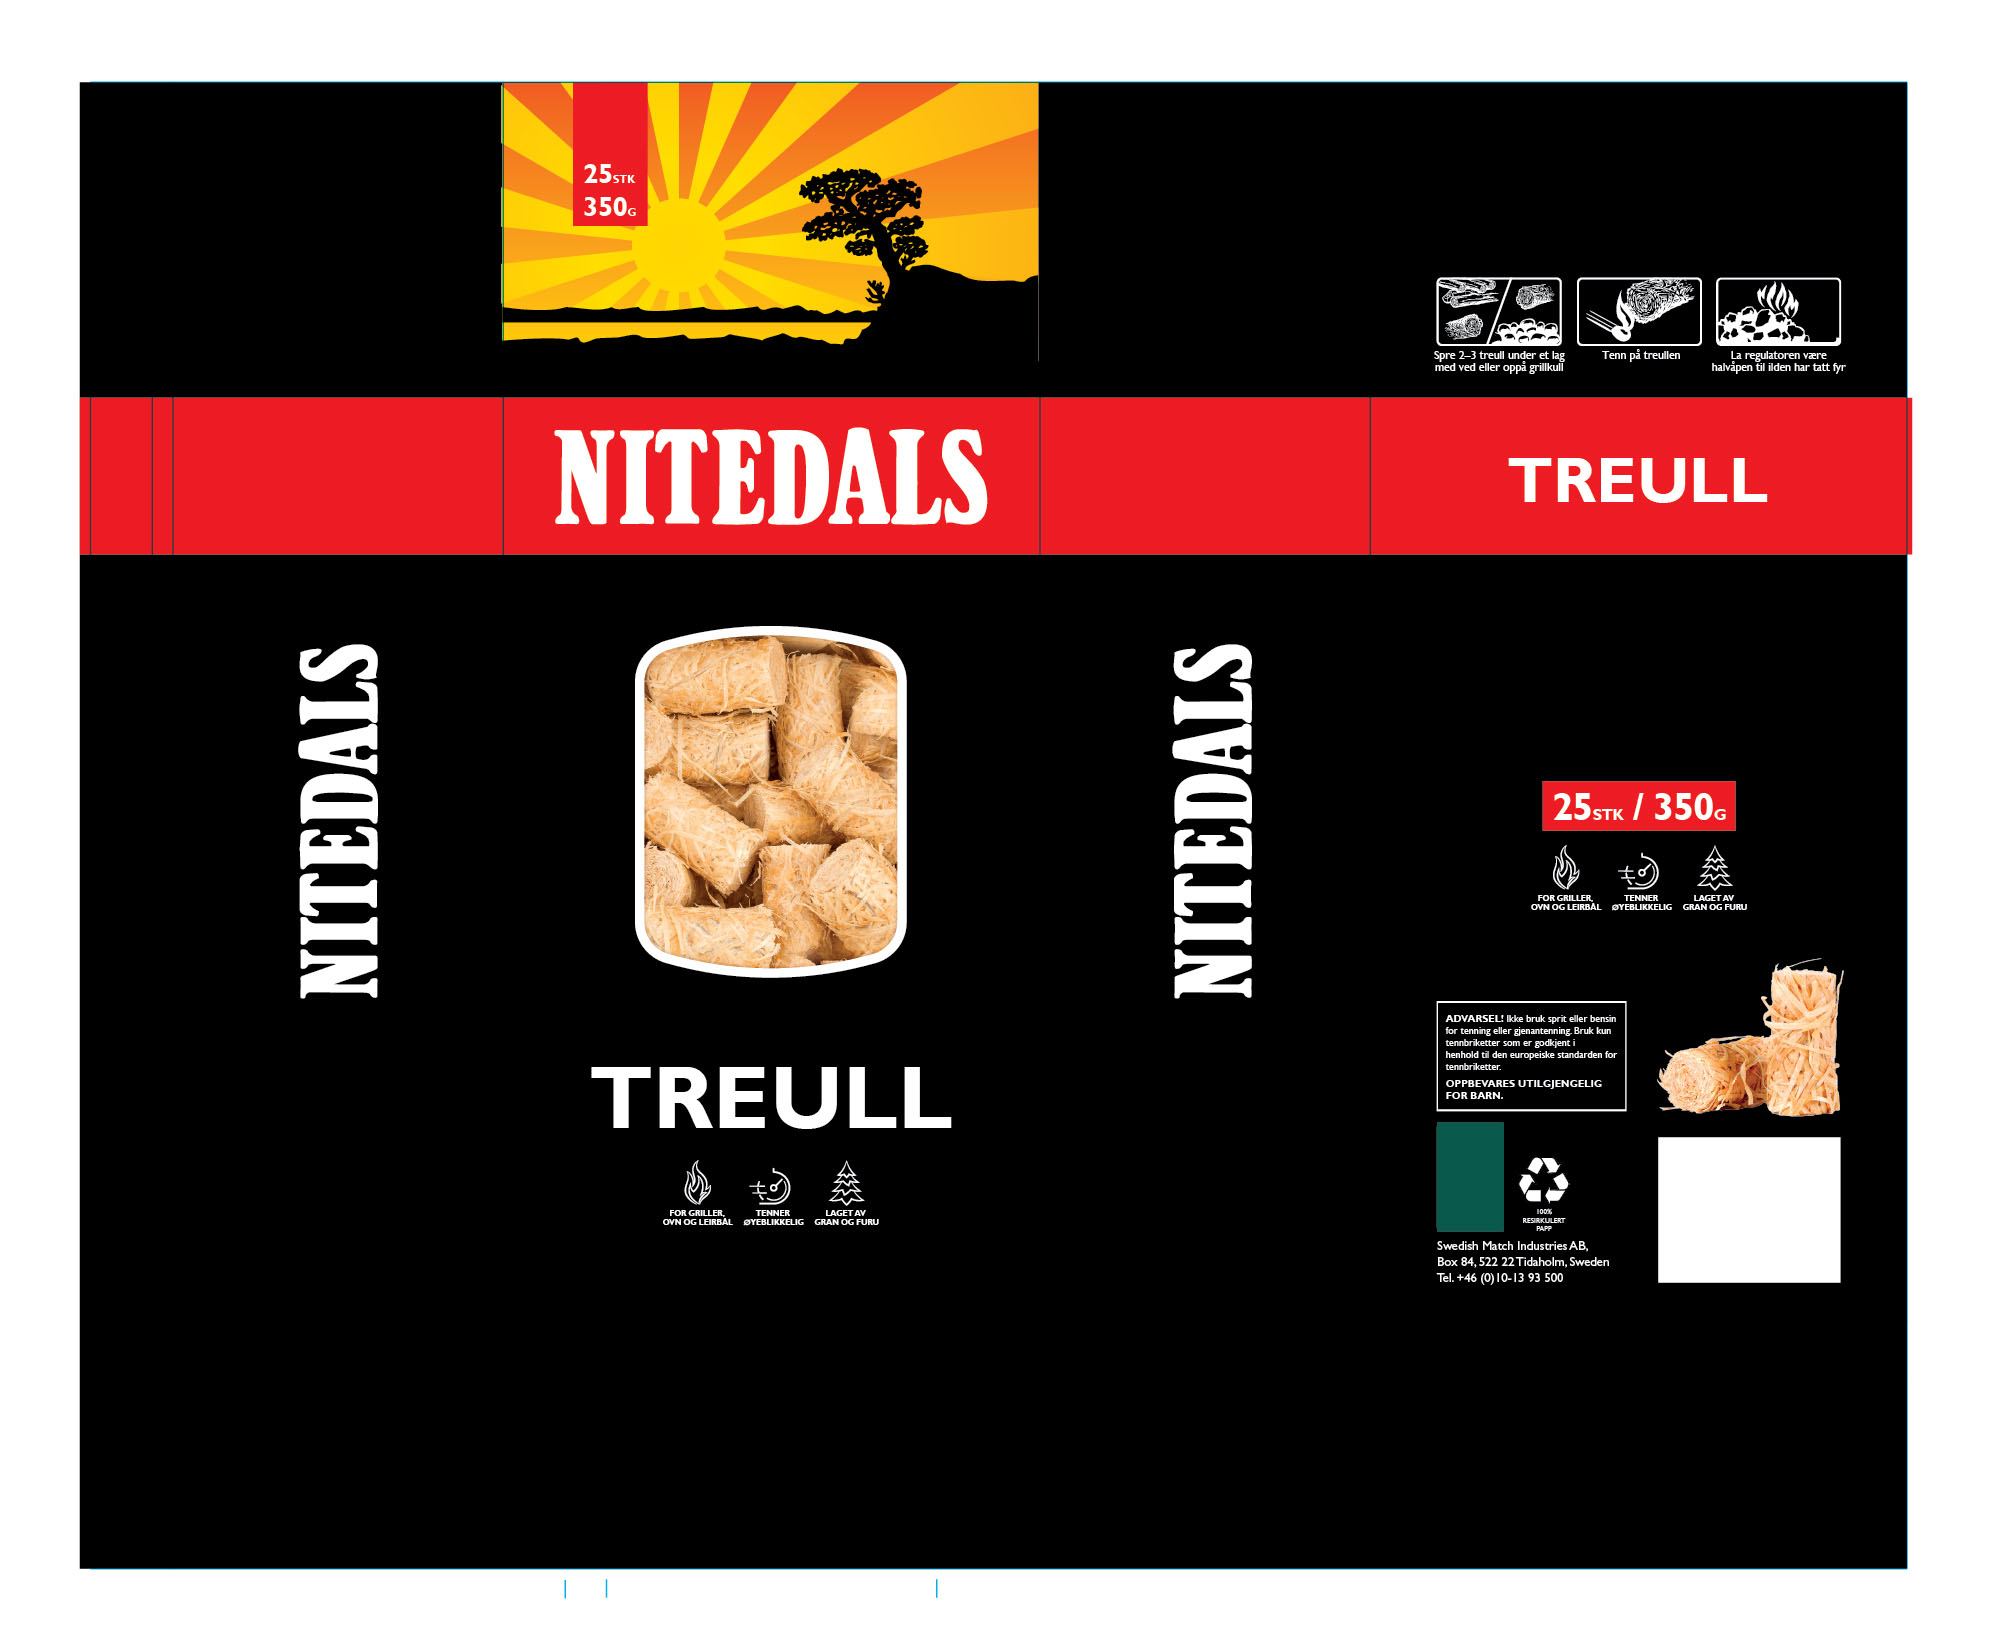 25STK
350G
Spre 2–3 treull under et lag
med ved eller oppå grillkull
Tenn på treullen
La regulatoren være
halvåpen til ilden har tatt fyr
NITEDALS
TREULL
NITEDALS
NITEDALS
TREULL
FOR GRILLER,
OVN OG LEIRBÅL
TENNER
ØYEBLIKKELIG
LAGET AV
GRAN OG FURU
25STK / 350G
FOR GRILLER,
OVN OG LEIRBÅL
TENNER
ØYEBLIKKELIG
LAGET AV
GRAN OG FURU
ADVARSEL! Ikke bruk sprit eller bensin
for tenning eller gjenantenning. Bruk kun
tennbriketter som er godkjent i
henhold til den europeiske standarden for
tennbriketter.
OPPBEVARES UTILGJENGELIG
FOR BARN.
100%
RESIRKULERT
PAPP
Swedish Match Industries AB,
Box 84, 522 22 Tidaholm, Sweden
Tel. +46 (0)10-13 93 500